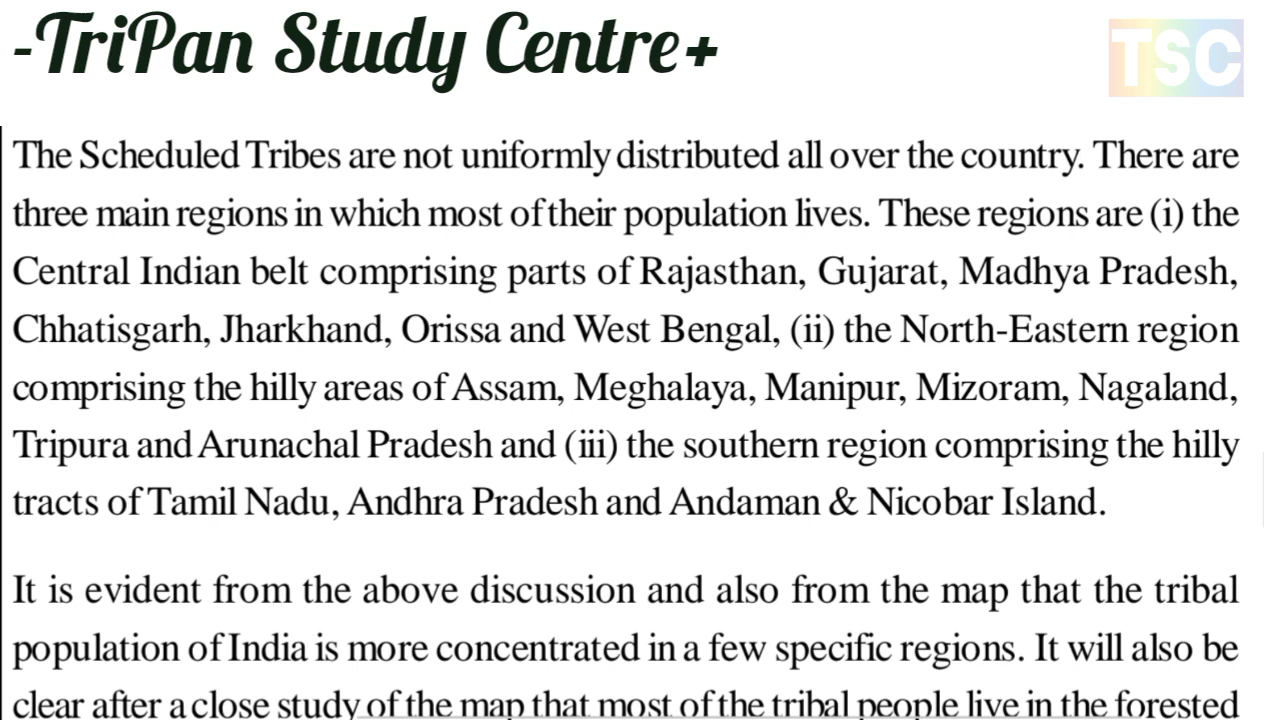 -TriPan Study Centre+
TSC
The Scheduled Tribes are not uniformly distributed all over the country. There are
three main regions in which most of their population lives. These regions are (i) the
Central Indian belt comprising parts of Rajasthan, Gujarat, Madhya Pradesh,
Chhatisgarh, Jharkhand, Orissa and West Bengal, (ii) the North-Eastern region
comprising the hilly areas of Assam, Meghalaya, Manipur, Mizoram, Nagaland,
Tripura and Arunachal Pradesh and (iii) the southern region comprising the hilly
tracts of Tamil Nadu, Andhra Pradesh and Andaman & Nicobar Island.
It is evident from the above discussion and also from the map that the tribal
population of India is more concentrated in a few specific regions. It will also be
clear after a close study of the map that most of the tribal people live in the forested